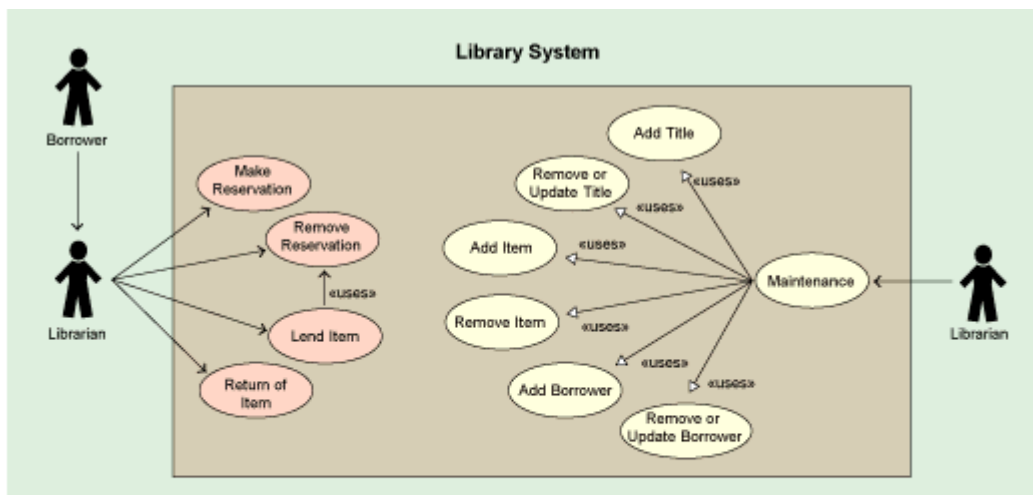 Library System
Borrower
Librarian
Make
Reservation
Remove
Reservation
«uses»
Lend Item
Return of
Item
Add Title
«uses»
Remove or
Update Title
«uses»
Add Item
«uses»
Remove Item
«uses»
Add Borrower
«uses»
Remove or
Update Borrower
«uses»
Maintenance
Librarian